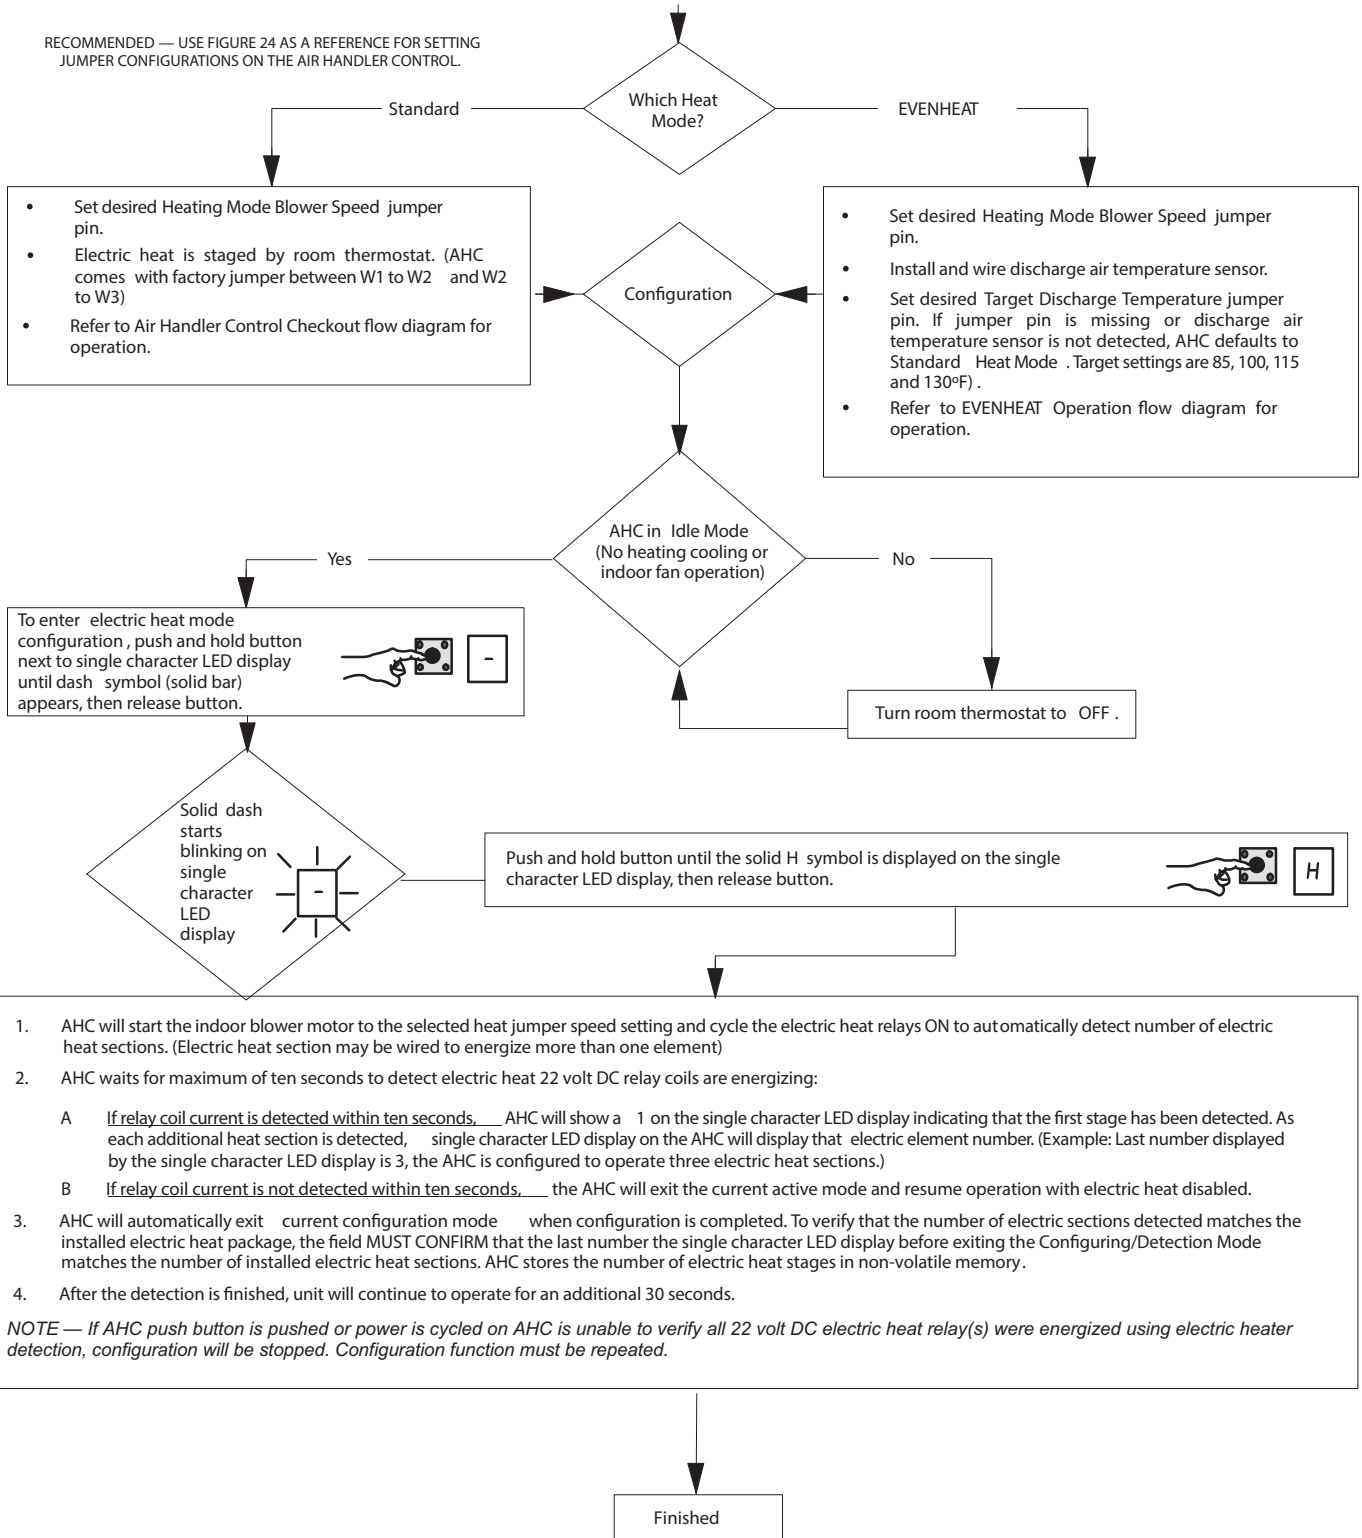 RECOMMENDED — USE FIGURE 24 AS A REFERENCE FOR SETTING
JUMPER CONFIGURATIONS ON THE AIR HANDLER CONTROL.
Which Heat
Mode?
Standard
EVENHEAT
• Set desired Heating Mode Blower Speed jumper
pin.
• Electric heat is staged by room thermostat. (AHC
comes with factory jumper between W1 to W2 and W2
to W3)
• Refer to Air Handler Control Checkout flow diagram for
operation.
Configuration
• Set desired Heating Mode Blower Speed jumper
pin.
• Install and wire discharge air temperature sensor.
• Set desired Target Discharge Temperature jumper
pin. If jumper pin is missing or discharge air
temperature sensor is not detected, AHC defaults to
Standard Heat Mode . Target settings are 85, 100, 115
and 130ºF) .
• Refer to EVENHEAT Operation flow diagram for
operation.
AHC in Idle Mode
(No heating cooling or
indoor fan operation)
Yes
No
To enter electric heat mode
configuration , push and hold button
next to single character LED display
until dash symbol (solid bar)
appears, then release button.
-
Turn room thermostat to OFF .
Solid dash
starts
blinking on
single
character
LED
display
-
Push and hold button until the solid H symbol is displayed on the single
character LED display, then release button.
H
1. AHC will start the indoor blower motor to the selected heat jumper speed setting and cycle the electric heat relays ON to automatically detect number of electric
heat sections. (Electric heat section may be wired to energize more than one element)
2. AHC waits for maximum of ten seconds to detect electric heat 22 volt DC relay coils are energizing:
A If relay coil current is detected within ten seconds, AHC will show a 1 on the single character LED display indicating that the first stage has been detected. As
each additional heat section is detected, single character LED display on the AHC will display that electric element number. (Example: Last number displayed
by the single character LED display is 3, the AHC is configured to operate three electric heat sections.)
B If relay coil current is not detected within ten seconds, the AHC will exit the current active mode and resume operation with electric heat disabled.
3. AHC will automatically exit current configuration mode when configuration is completed. To verify that the number of electric sections detected matches the
installed electric heat package, the field MUST CONFIRM that the last number the single character LED display before exiting the Configuring/Detection Mode
matches the number of installed electric heat sections. AHC stores the number of electric heat stages in non-volatile memory.
4. After the detection is finished, unit will continue to operate for an additional 30 seconds.
NOTE — If AHC push button is pushed or power is cycled on AHC is unable to verify all 22 volt DC electric heat relay(s) were energized using electric heater
detection, configuration will be stopped. Configuration function must be repeated.
Finished